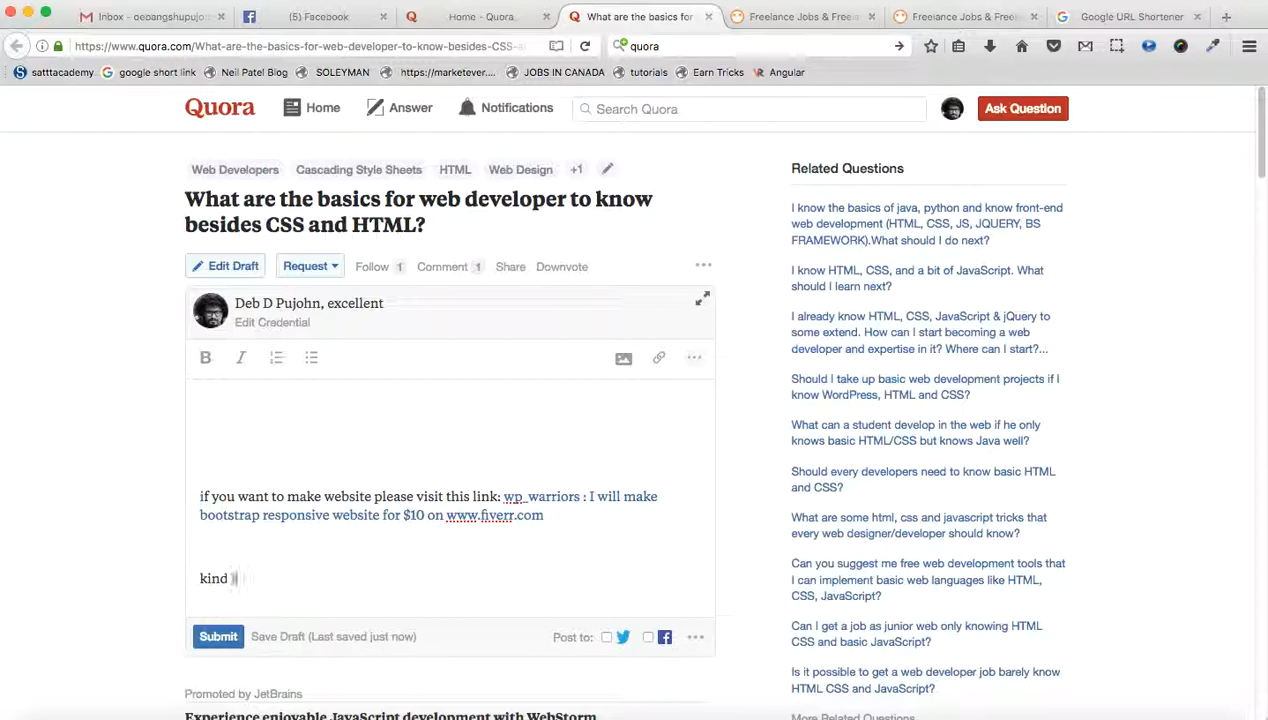 Inbox - debangshupujo
(5) Facebook
Home - Quora
What are the basics for
Freelance Jobs & Freel
Freelance Jobs & Freel
Google URL Shortener
https://www.quora.com/What-are-the-basics-for-web-developer-to-know-besides-CSS-
quora
satttacademy
google short link
Neil Patel Blog
SOLEYMAN
https://marketever....
JOBS IN CANADA
tutorials
Earn Tricks
Angular
Quora
Home
Answer
Notifications
Search Quora
Ask Question
Web Developers
Cascading Style Sheets
HTML
Web Design
+1
What are the basics for web developer to know
besides CSS and HTML?
Edit Draft
Request
Follow 1
Comment 1
Share
Downvote
Deb D Pujohn, excellent
Edit Credential
B I
if you want to make website please visit this link: wp_warriors : I will make
bootstrap responsive website for $10 on www.fiverr.com
kind
Submit
Save Draft (Last saved just now)
Post to:
Promoted by JetBrains
Experience enjoyable JavaScript development with WebStorm
Related Questions
I know the basics of java, python and know front-end
web development (HTML, CSS, JS, JQUERY, BS
FRAMEWORK).What should I do next?
I know HTML, CSS, and a bit of JavaScript. What
should I learn next?
I already know HTML, CSS, JavaScript & jQuery to
some extend. How can I start becoming a web
developer and expertise in it? Where can I start?...
Should I take up basic web development projects if I
know WordPress, HTML and CSS?
What can a student develop in the web if he only
knows basic HTML/CSS but knows Java well?
Should every developers need to know basic HTML
and CSS?
What are some html, css and javascript tricks that
every web designer/developer should know?
Can you suggest me free web development tools that
I can implement basic web languages like HTML,
CSS, JavaScript?
Can I get a job as junior web only knowing HTML
CSS and basic JavaScript?
Is it possible to get a web developer job barely know
HTML CSS and JavaScript?
More Related Questions